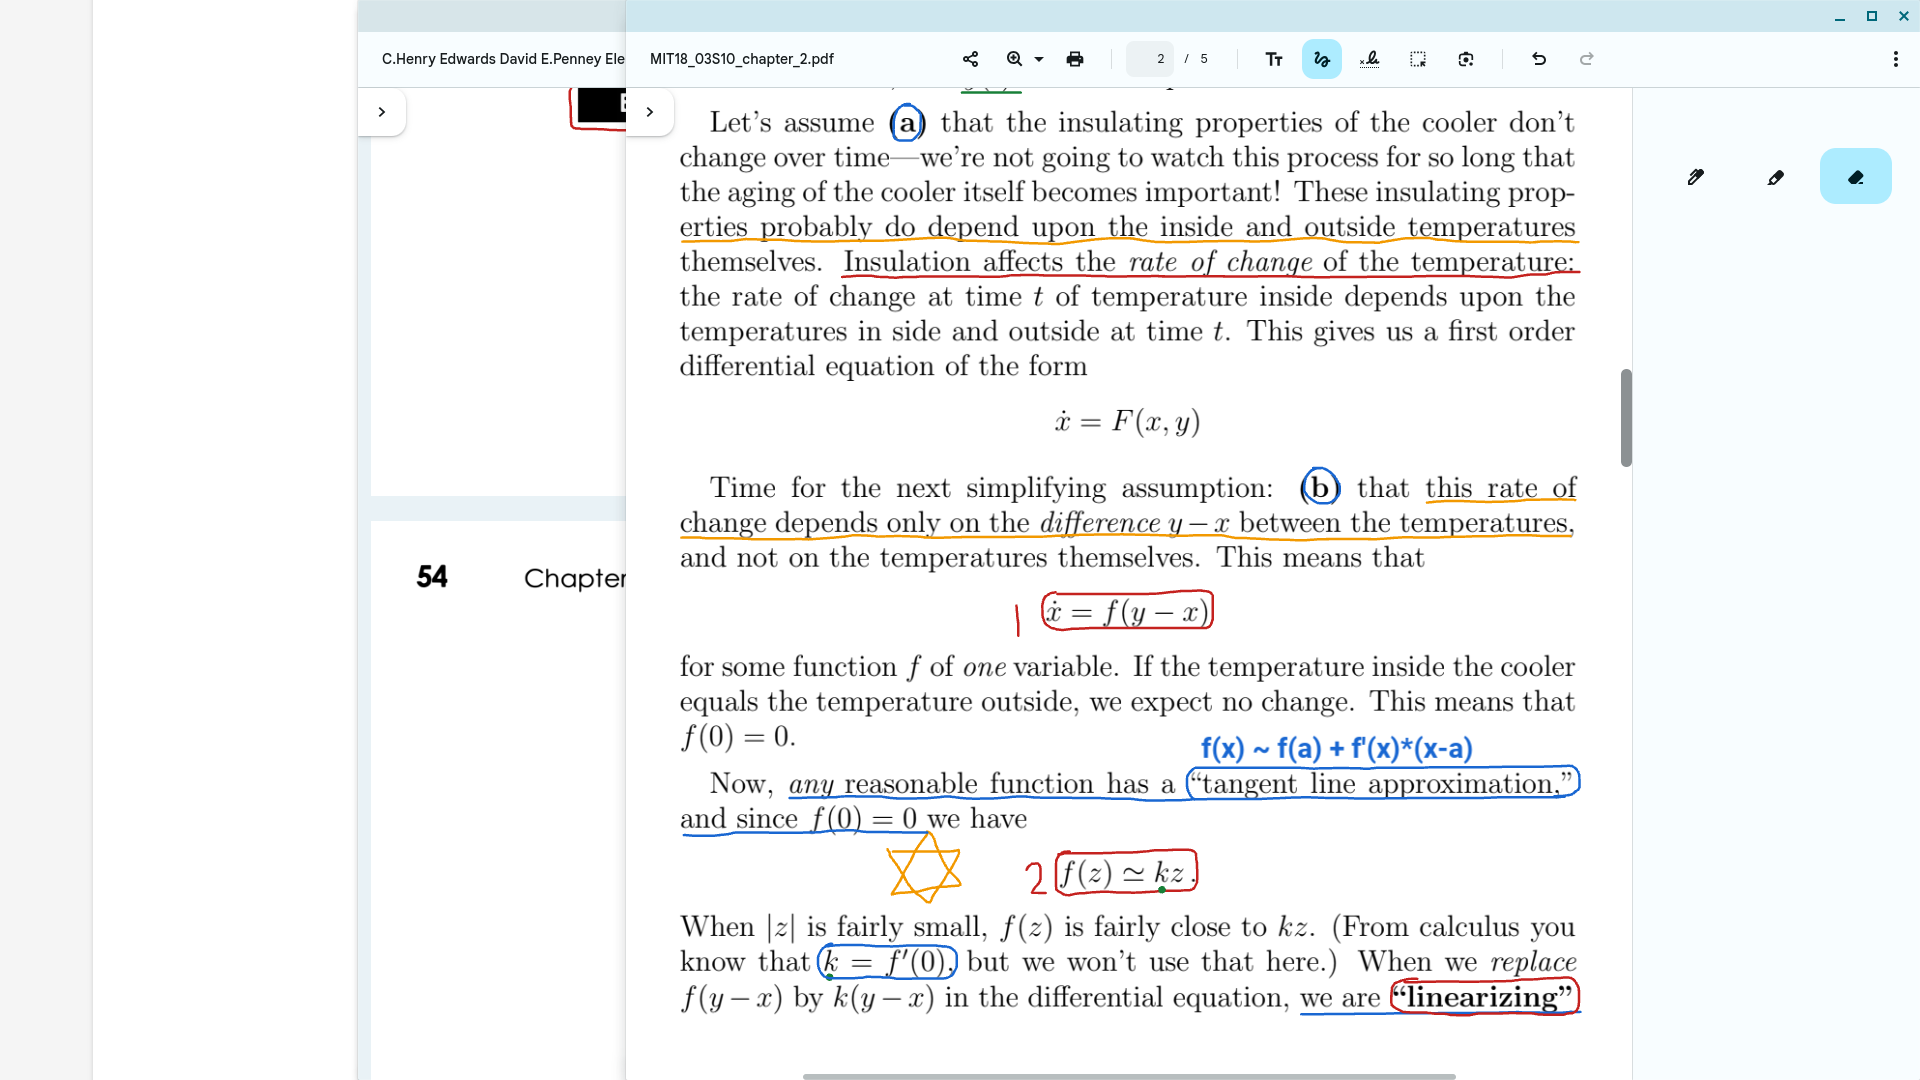 C.Henry Edwards David E.Penney Ele
MIT18_03S10_chapter_2.pdf
2 / 5
54 Chapter
Let's assume (a) that the insulating properties of the cooler don't
change over time—we're not going to watch this process for so long that
the aging of the cooler itself becomes important! These insulating prop-
erties probably do depend upon the inside and outside temperatures
themselves. Insulation affects the rate of change of the temperature:
the rate of change at time t of temperature inside depends upon the
temperatures in side and outside at time t. This gives us a first order
differential equation of the form
ẋ = F(x, y)
Time for the next simplifying assumption: (b) that this rate of
change depends only on the difference y − x between the temperatures,
and not on the temperatures themselves. This means that
1 ẋ = f(y − x)
for some function f of one variable. If the temperature inside the cooler
equals the temperature outside, we expect no change. This means that
f(0) = 0.
f(x) ~ f(a) + f'(x)*(x-a)
Now, any reasonable function has a “tangent line approximation,”
and since f(0) = 0 we have
2 f(z) ≃ kz.
When |z| is fairly small, f(z) is fairly close to kz. (From calculus you
know that k = f′(0), but we won't use that here.) When we replace
f(y − x) by k(y − x) in the differential equation, we are “linearizing”